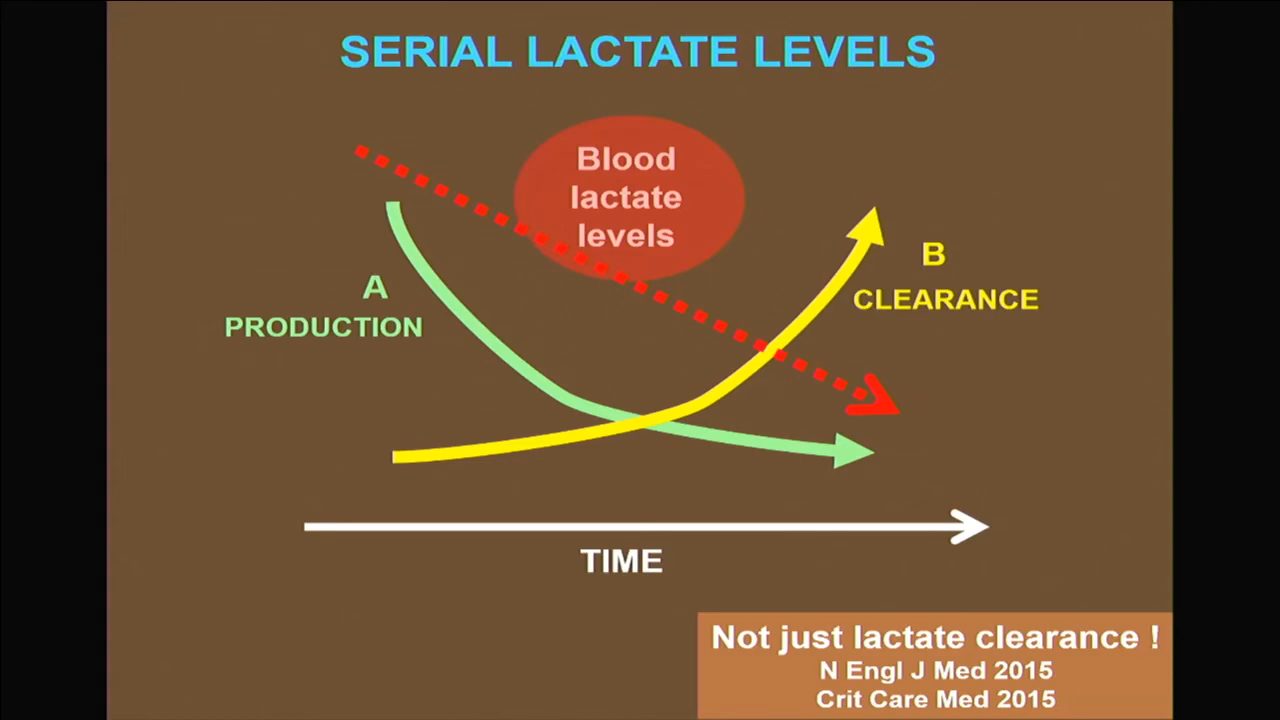 SERIAL LACTATE LEVELS
Blood
lactate
levels
A
PRODUCTION
B
CLEARANCE
TIME
Not just lactate clearance !
N Engl J Med 2015
Crit Care Med 2015